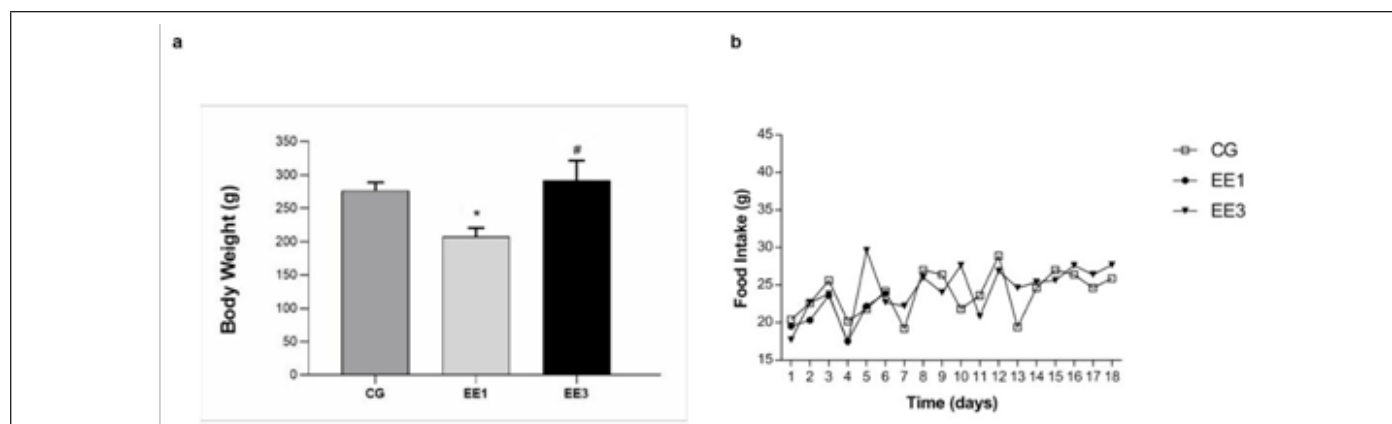 a
b
350
300
250
200
150
100
50
0
Body Weight (g)
*
#
CG EE1 EE3
45
40
35
30
25
20
15
Food Intake (g)
1 2 3 4 5 6 7 8 9 10 11 12 13 14 15 16 17 18
Time (days)
CG
EE1
EE3